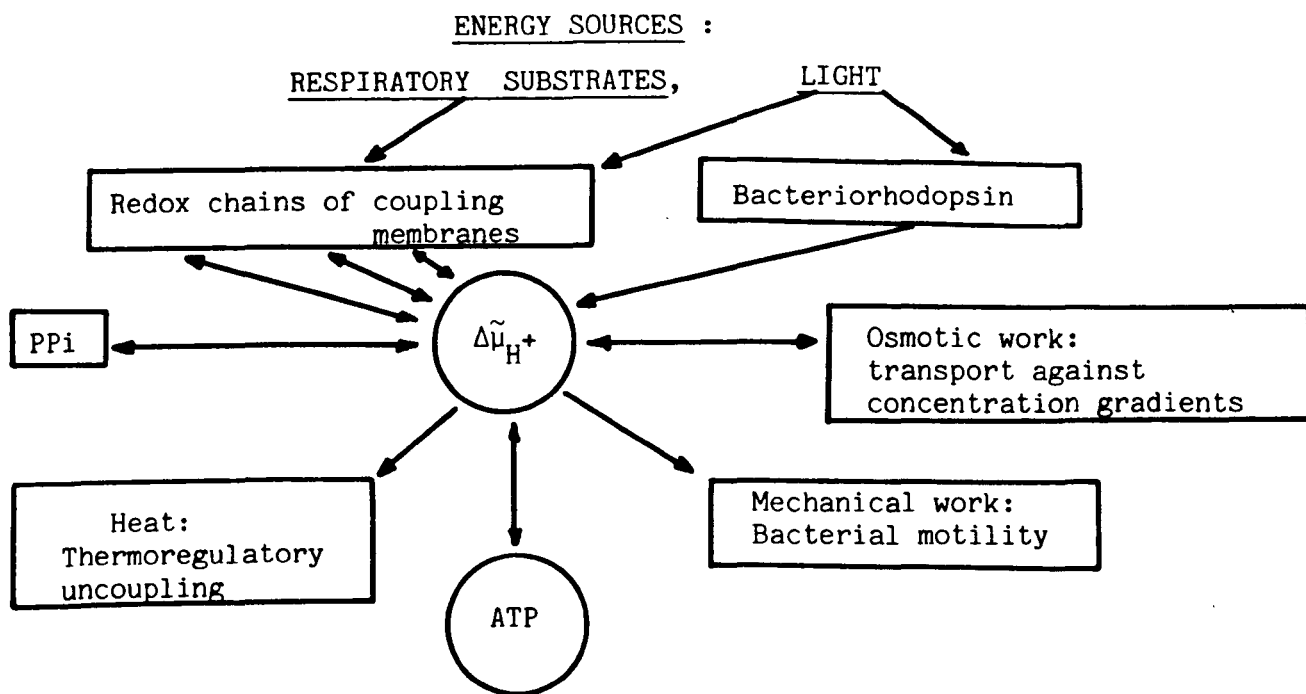 ENERGY SOURCES :
RESPIRATORY SUBSTRATES,
LIGHT
Redox chains of coupling
membranes
Bacteriorhodopsin
PPi
Δμ̃H+
Osmotic work:
transport against
concentration gradients
Heat:
Thermoregulatory
uncoupling
Mechanical work:
Bacterial motility
ATP